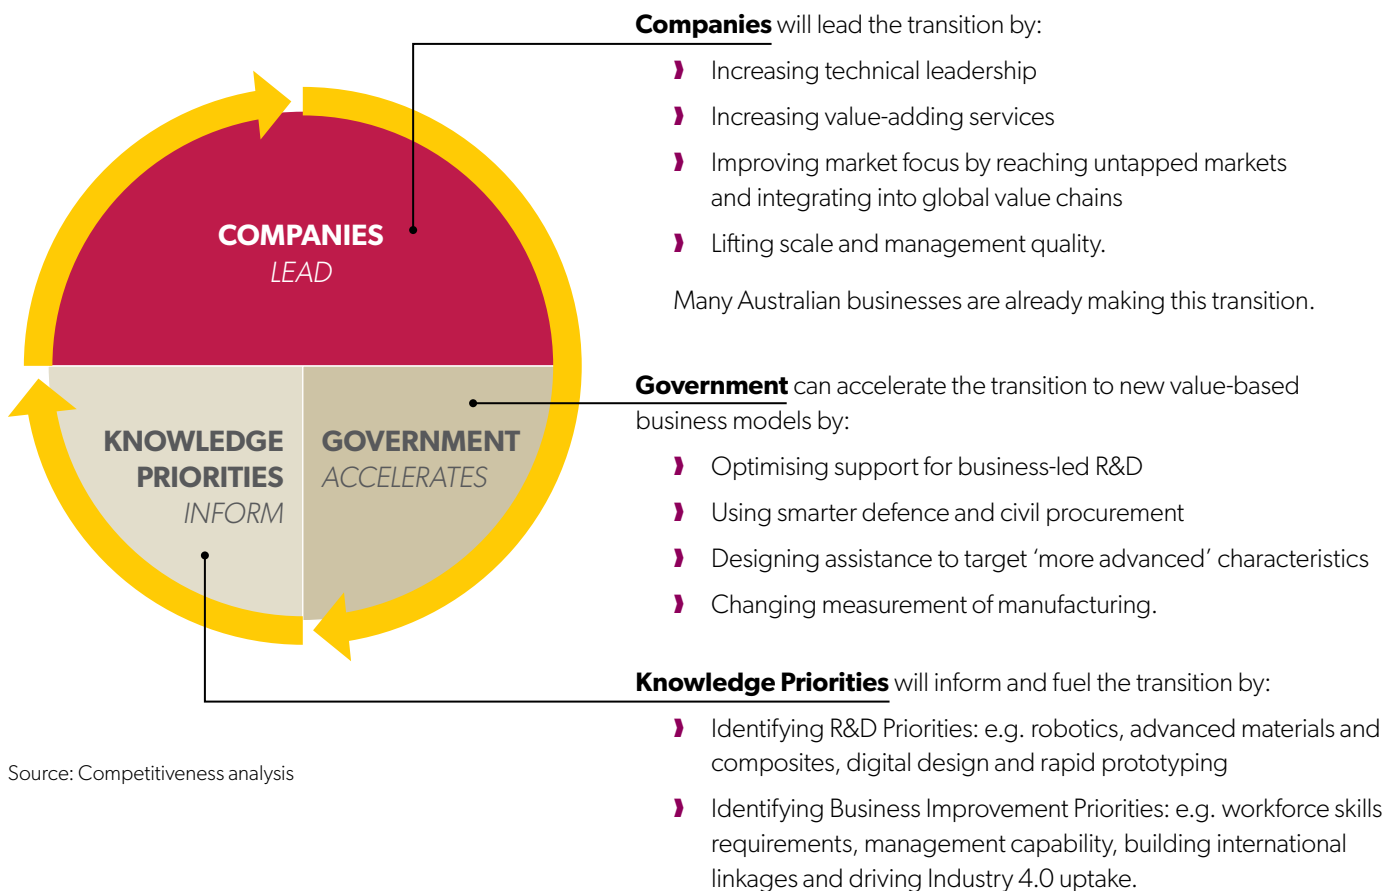 Companies will lead the transition by:
Increasing technical leadership
Increasing value-adding services
Improving market focus by reaching untapped markets
and integrating into global value chains
Lifting scale and management quality.
Many Australian businesses are already making this transition.
COMPANIES
LEAD
Government can accelerate the transition to new value-based
business models by:
Optimising support for business-led R&D
Using smarter defence and civil procurement
Designing assistance to target ‘more advanced’ characteristics
Changing measurement of manufacturing.
KNOWLEDGE
PRIORITIES
INFORM
GOVERNMENT
ACCELERATES
Knowledge Priorities will inform and fuel the transition by:
Identifying R&D Priorities: e.g. robotics, advanced materials and
composites, digital design and rapid prototyping
Identifying Business Improvement Priorities: e.g. workforce skills
requirements, management capability, building international
linkages and driving Industry 4.0 uptake.
Source: Competitiveness analysis